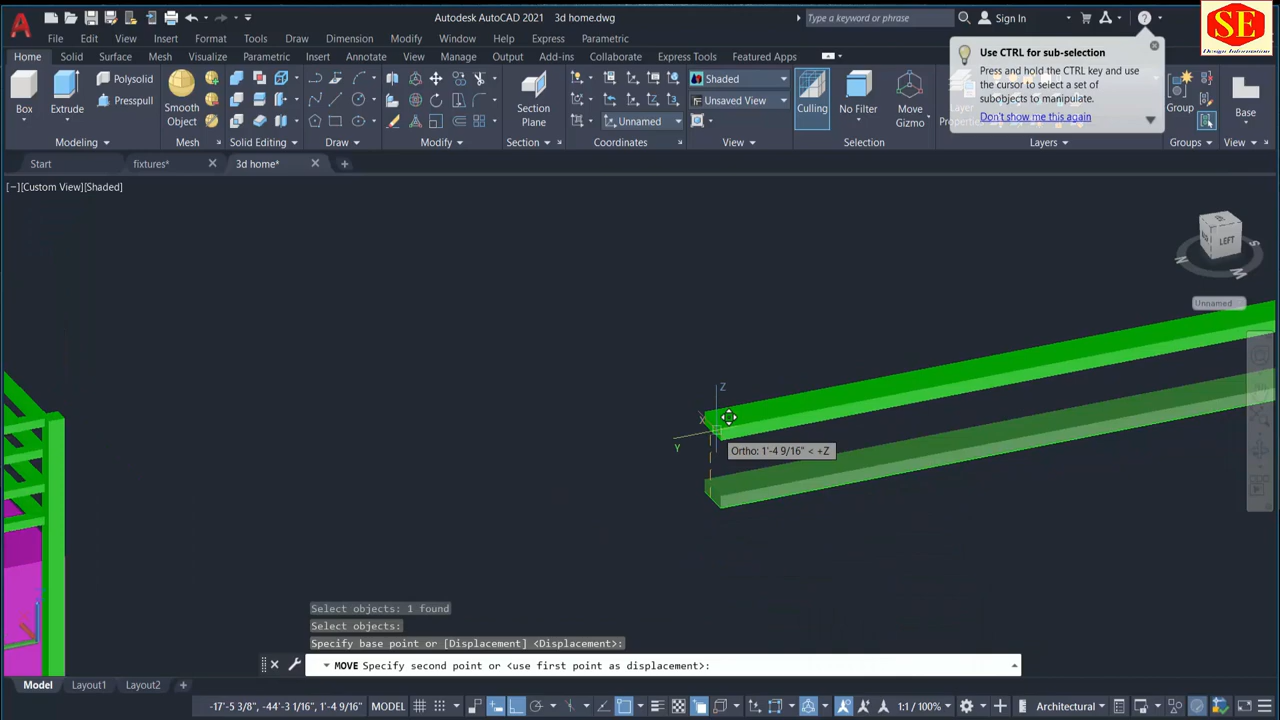 Autodesk AutoCAD 2021 3d home.dwg
Type a keyword or phrase
Sign In
SE
Design Information
File Edit View Insert Format Tools Draw Dimension Modify Window Help Express Parametric
Home Solid Surface Mesh Visualize Parametric Insert Annotate View Manage Output Add-ins Collaborate Express Tools Featured Apps
Use CTRL for sub-selection
Press and hold the CTRL key and use
the cursor to select a set of
subobjects to manipulate.
Don't show me this again
Box
Extrude
Polysolid
Presspull
Smooth
Object
Section
Plane
Unnamed
Shaded
Unsaved View
Culling
No Filter
Move
Gizmo
Layer
Group
Base
Modeling Mesh Solid Editing Draw Modify Section Coordinates View Selection Layers Groups View
Start fixtures* 3d home*
[−][Custom View][Shaded]
LEFT
N
S
Unnamed
Z
X
Y
Ortho: 1'-4 9/16" < +Z
Select objects: 1 found
Select objects:
Specify base point or [Displacement] <Displacement>:
MOVE Specify second point or <use first point as displacement>:
Model Layout1 Layout2
-17'-5 3/8", -44'-3 1/16", 1'-4 9/16" MODEL 1:1 / 100% Architectural